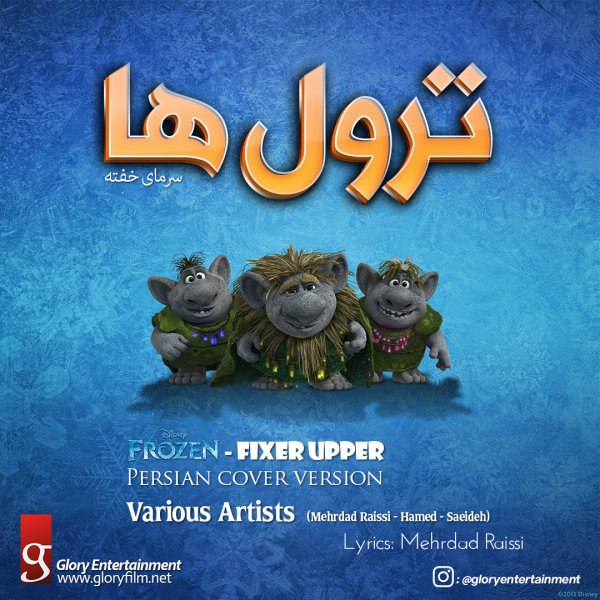 ترول ها
سرمای خفته
Disney
FROZEN - FIXER UPPER
PERSIAN COVER VERSION
Various Artists (Mehrdad Raissi - Hamed - Saeideh)
Lyrics: Mehrdad Raissi
g
Glory Entertainment
www.gloryfilm.net
: @gloryentertainment
©2013 Disney